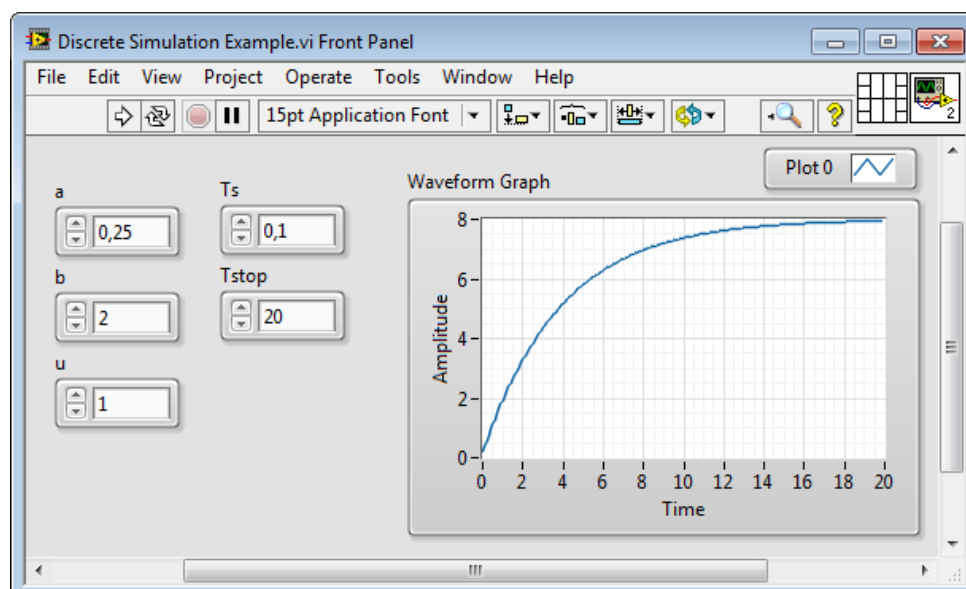 Discrete Simulation Example.vi Front Panel
File Edit View Project Operate Tools Window Help
15pt Application Font
2
Plot 0
Waveform Graph
a
0,25
Ts
0,1
b
2
Tstop
20
u
1
Amplitude
8
6
4
2
0
0 2 4 6 8 10 12 14 16 18 20
Time